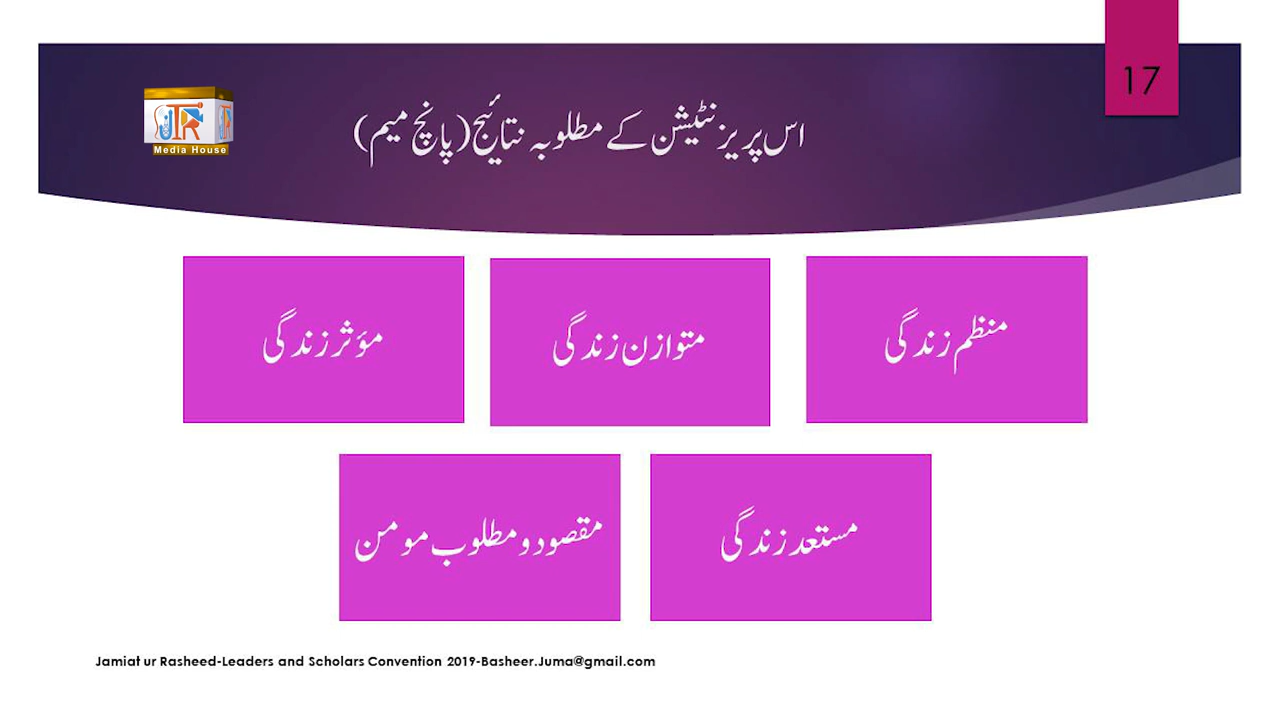 17
اس پریزنٹیشن کے مطلوبہ نتائج (پانچ میم)
JTR
Media House
منظم زندگی
متوازن زندگی
مؤثر زندگی
مستعد زندگی
مقصود و مطلوب مومن
Jamiat ur Rasheed-Leaders and Scholars Convention 2019-Basheer.Juma@gmail.com